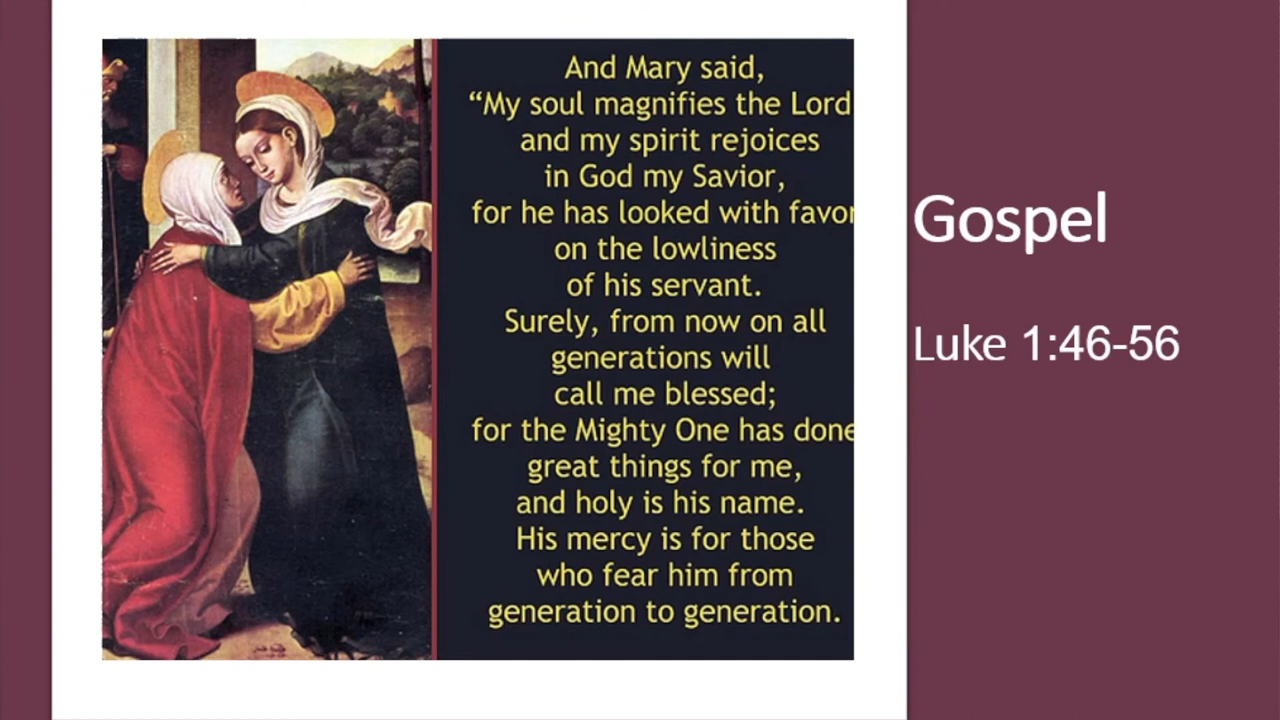 And Mary said,
“My soul magnifies the Lord
and my spirit rejoices
in God my Savior,
for he has looked with favor
on the lowliness
of his servant.
Surely, from now on all
generations will
call me blessed;
for the Mighty One has done
great things for me,
and holy is his name.
His mercy is for those
who fear him from
generation to generation.
Gospel
Luke 1:46-56